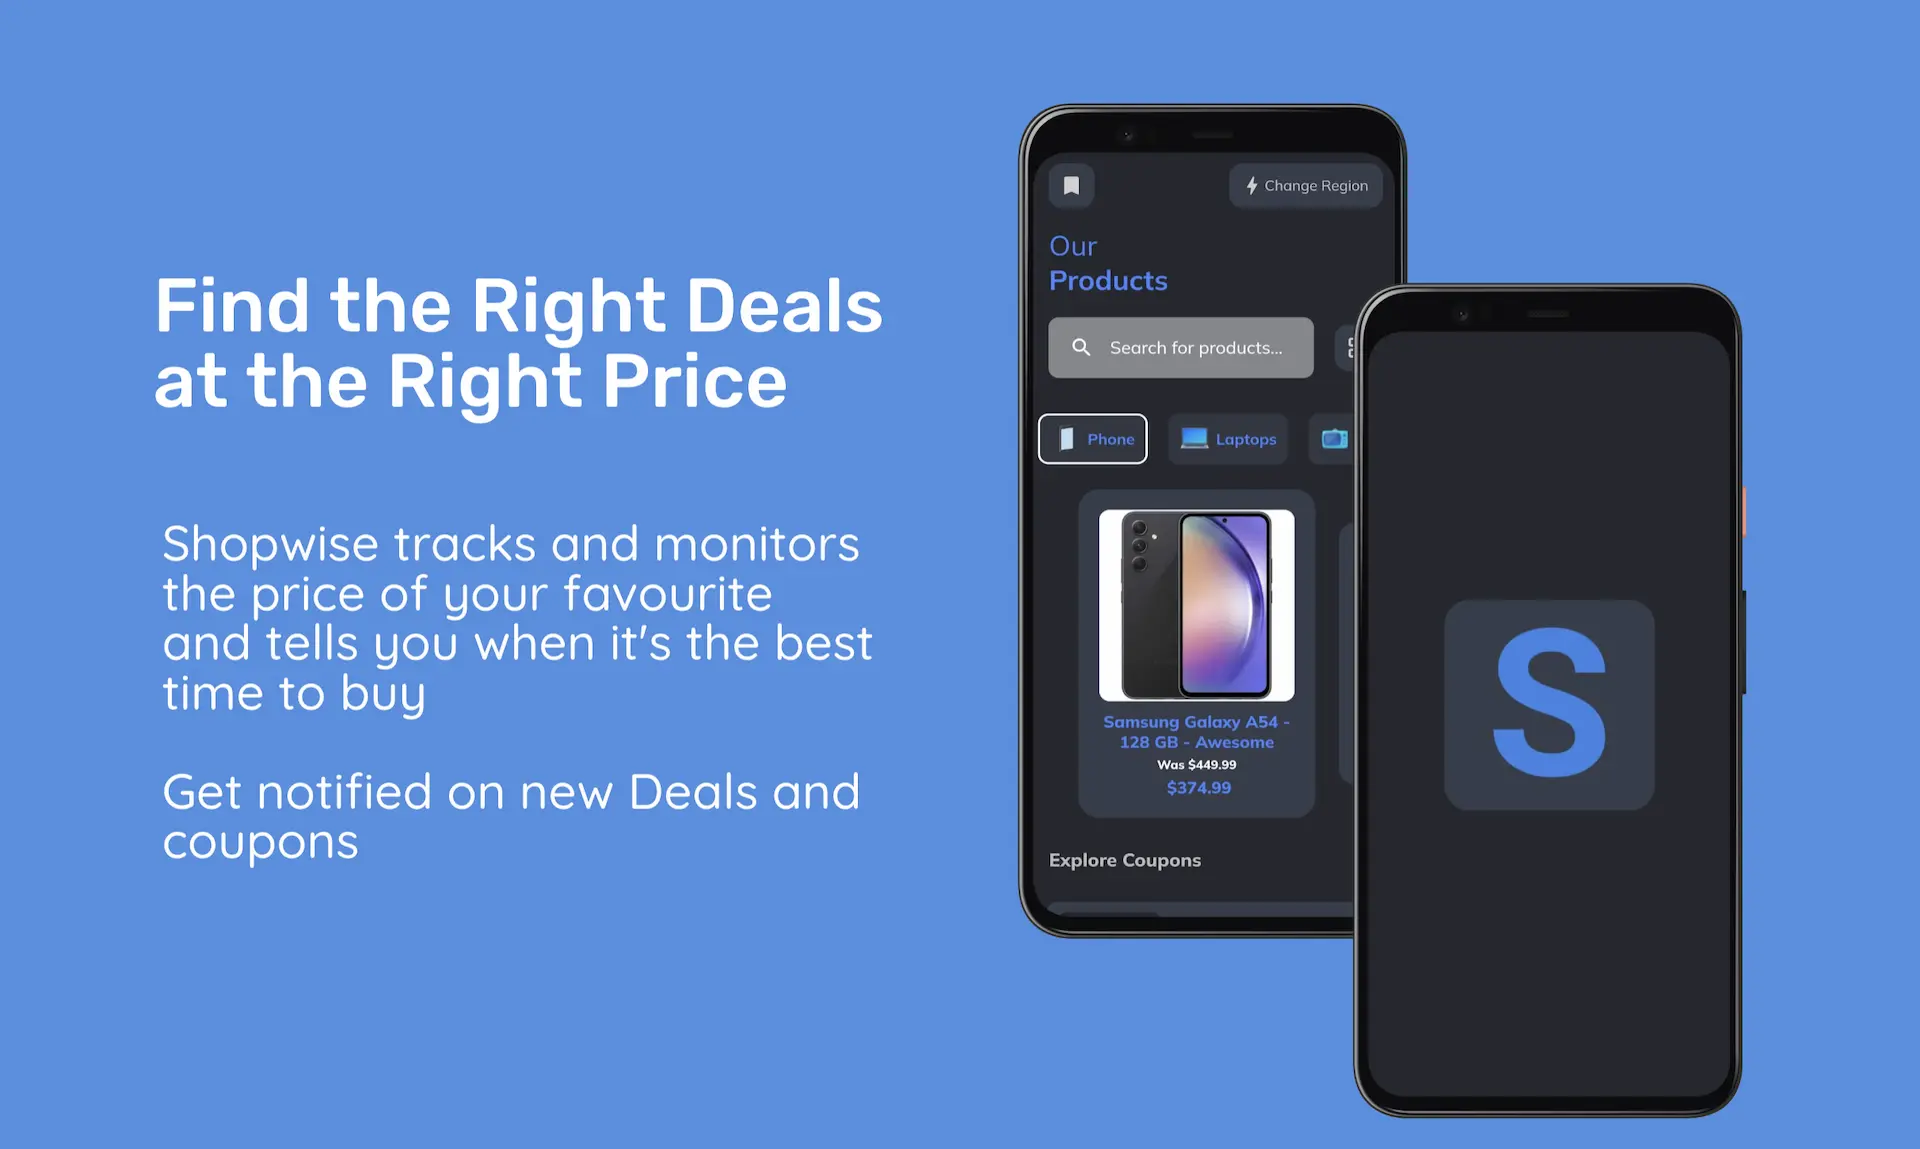 Find the Right Deals
at the Right Price
Shopwise tracks and monitors
the price of your favourite
and tells you when it's the best
time to buy
Get notified on new Deals and
coupons
Change Region
Our
Products
Search for products...
Phone
Laptops
Samsung Galaxy A54 -
128 GB - Awesome
Was $449.99
$374.99
Explore Coupons
S